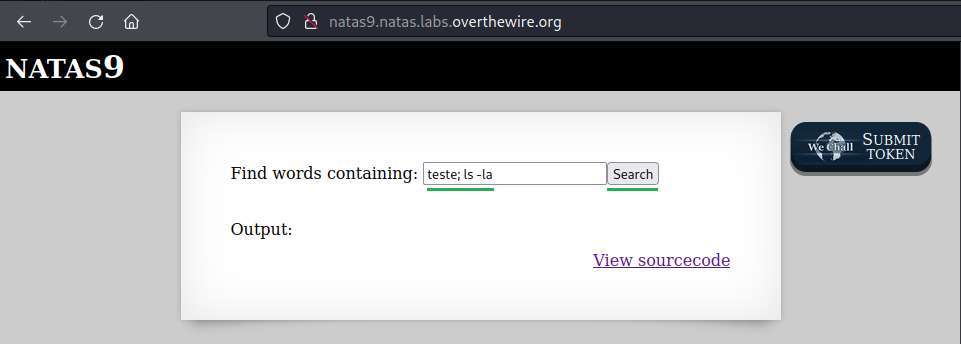 natas9.natas.labs.overthewire.org
NATAS9
Find words containing: teste; ls -la Search
We Chall SUBMIT TOKEN
Output:
View sourcecode